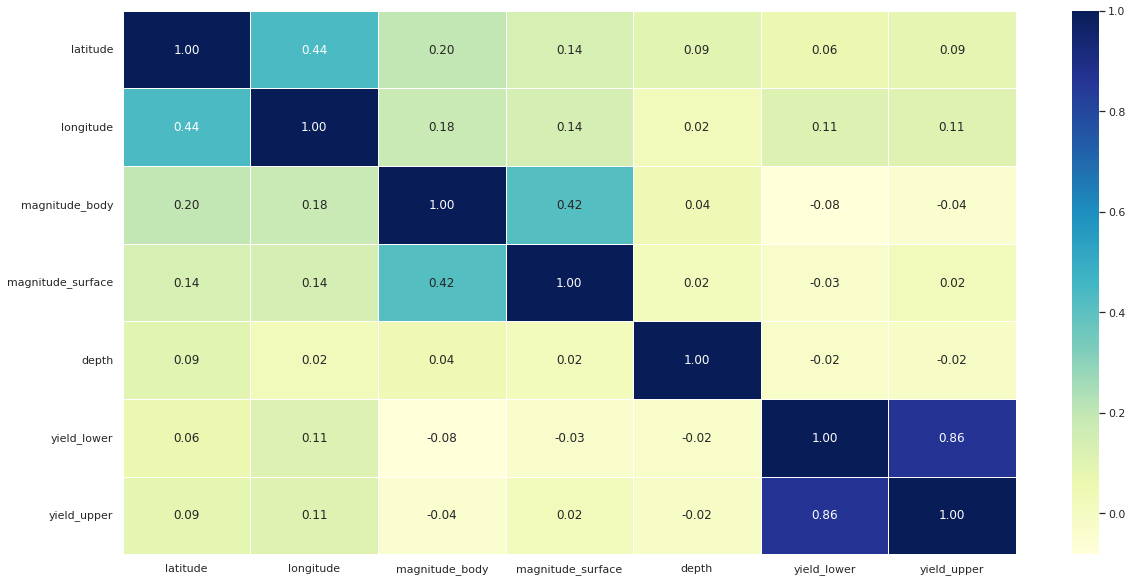 latitude 1.00 0.44 0.20 0.14 0.09 0.06 0.09
longitude 0.44 1.00 0.18 0.14 0.02 0.11 0.11
magnitude_body 0.20 0.18 1.00 0.42 0.04 -0.08 -0.04
magnitude_surface 0.14 0.14 0.42 1.00 0.02 -0.03 0.02
depth 0.09 0.02 0.04 0.02 1.00 -0.02 -0.02
yield_lower 0.06 0.11 -0.08 -0.03 -0.02 1.00 0.86
yield_upper 0.09 0.11 -0.04 0.02 -0.02 0.86 1.00
latitude longitude magnitude_body magnitude_surface depth yield_lower yield_upper
1.0
0.8
0.6
0.4
0.2
0.0